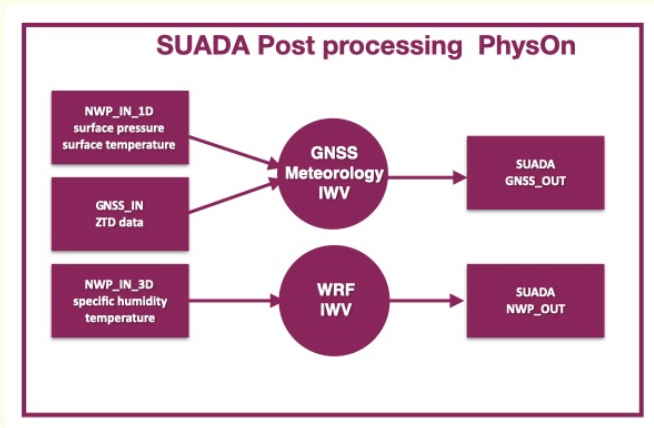 SUADA Post processing PhysOn
NWP_IN_1D
surface pressure
surface temperature
GNSS_IN
ZTD data
NWP_IN_3D
specific humidity
temperature
GNSS
Meteorology
IWV
WRF
IWV
SUADA
GNSS_OUT
SUADA
NWP_OUT